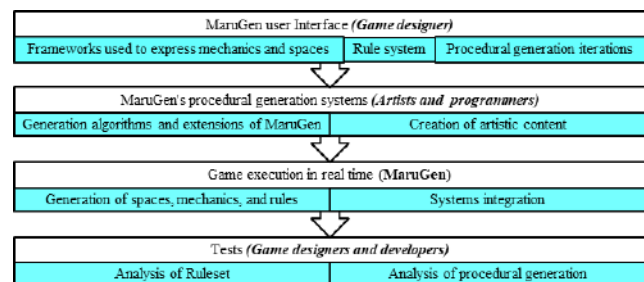 MaruGen user Interface (Game designer)
Frameworks used to express mechanics and spaces Rule system Procedural generation iterations
MaruGen's procedural generation systems (Artists and programmers)
Generation algorithms and extensions of MaruGen Creation of artistic content
Game execution in real time (MaruGen)
Generation of spaces, mechanics, and rules Systems integration
Tests (Game designers and developers)
Analysis of Ruleset Analysis of procedural generation